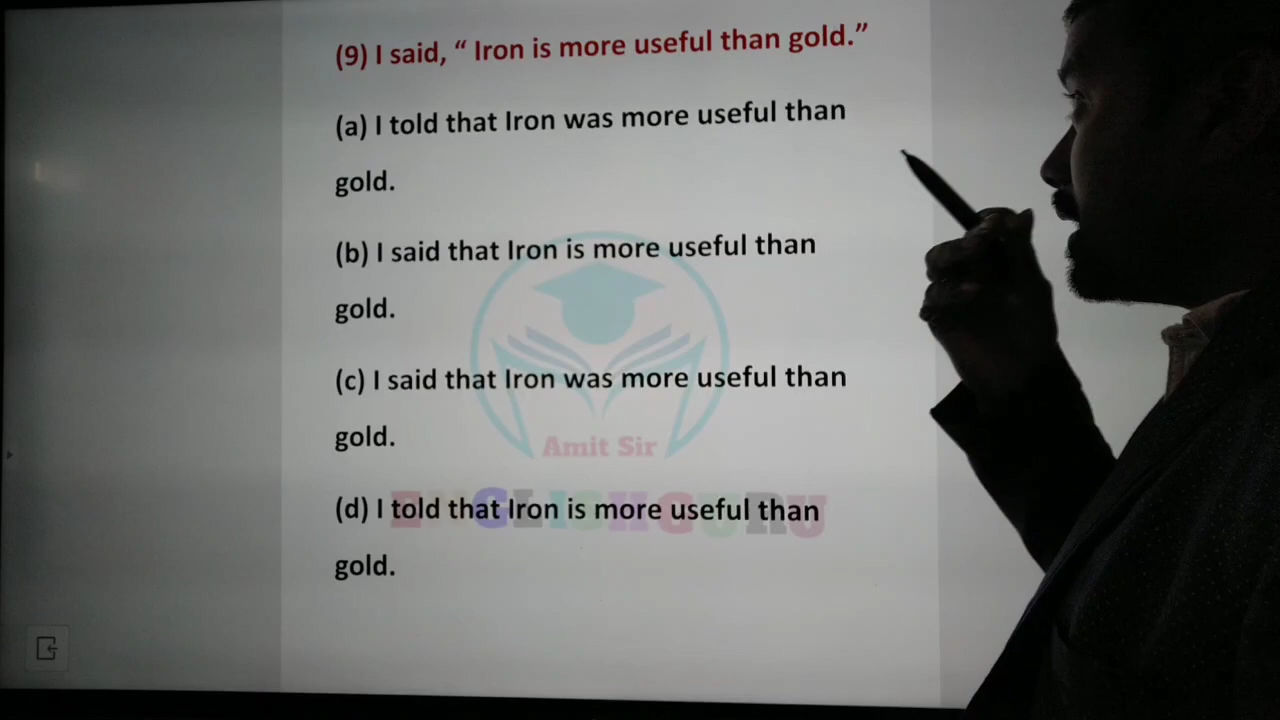 (9) I said, “ Iron is more useful than gold.”
(a) I told that Iron was more useful than
gold.
(b) I said that Iron is more useful than
gold.
(c) I said that Iron was more useful than
gold.
Amit Sir
(d) I told that Iron is more useful than
ENGLISHGURU
gold.